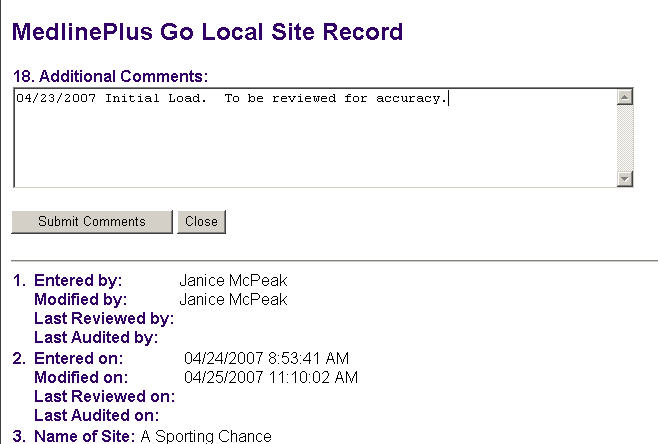 MedlinePlus Go Local Site Record
18. Additional Comments:
04/23/2007 Initial Load.  To be reviewed for accuracy.
Submit Comments Close
1. Entered by: Janice McPeak
Modified by: Janice McPeak
Last Reviewed by:
Last Audited by:
2. Entered on: 04/24/2007 8:53:41 AM
Modified on: 04/25/2007 11:10:02 AM
Last Reviewed on:
Last Audited on:
3. Name of Site: A Sporting Chance